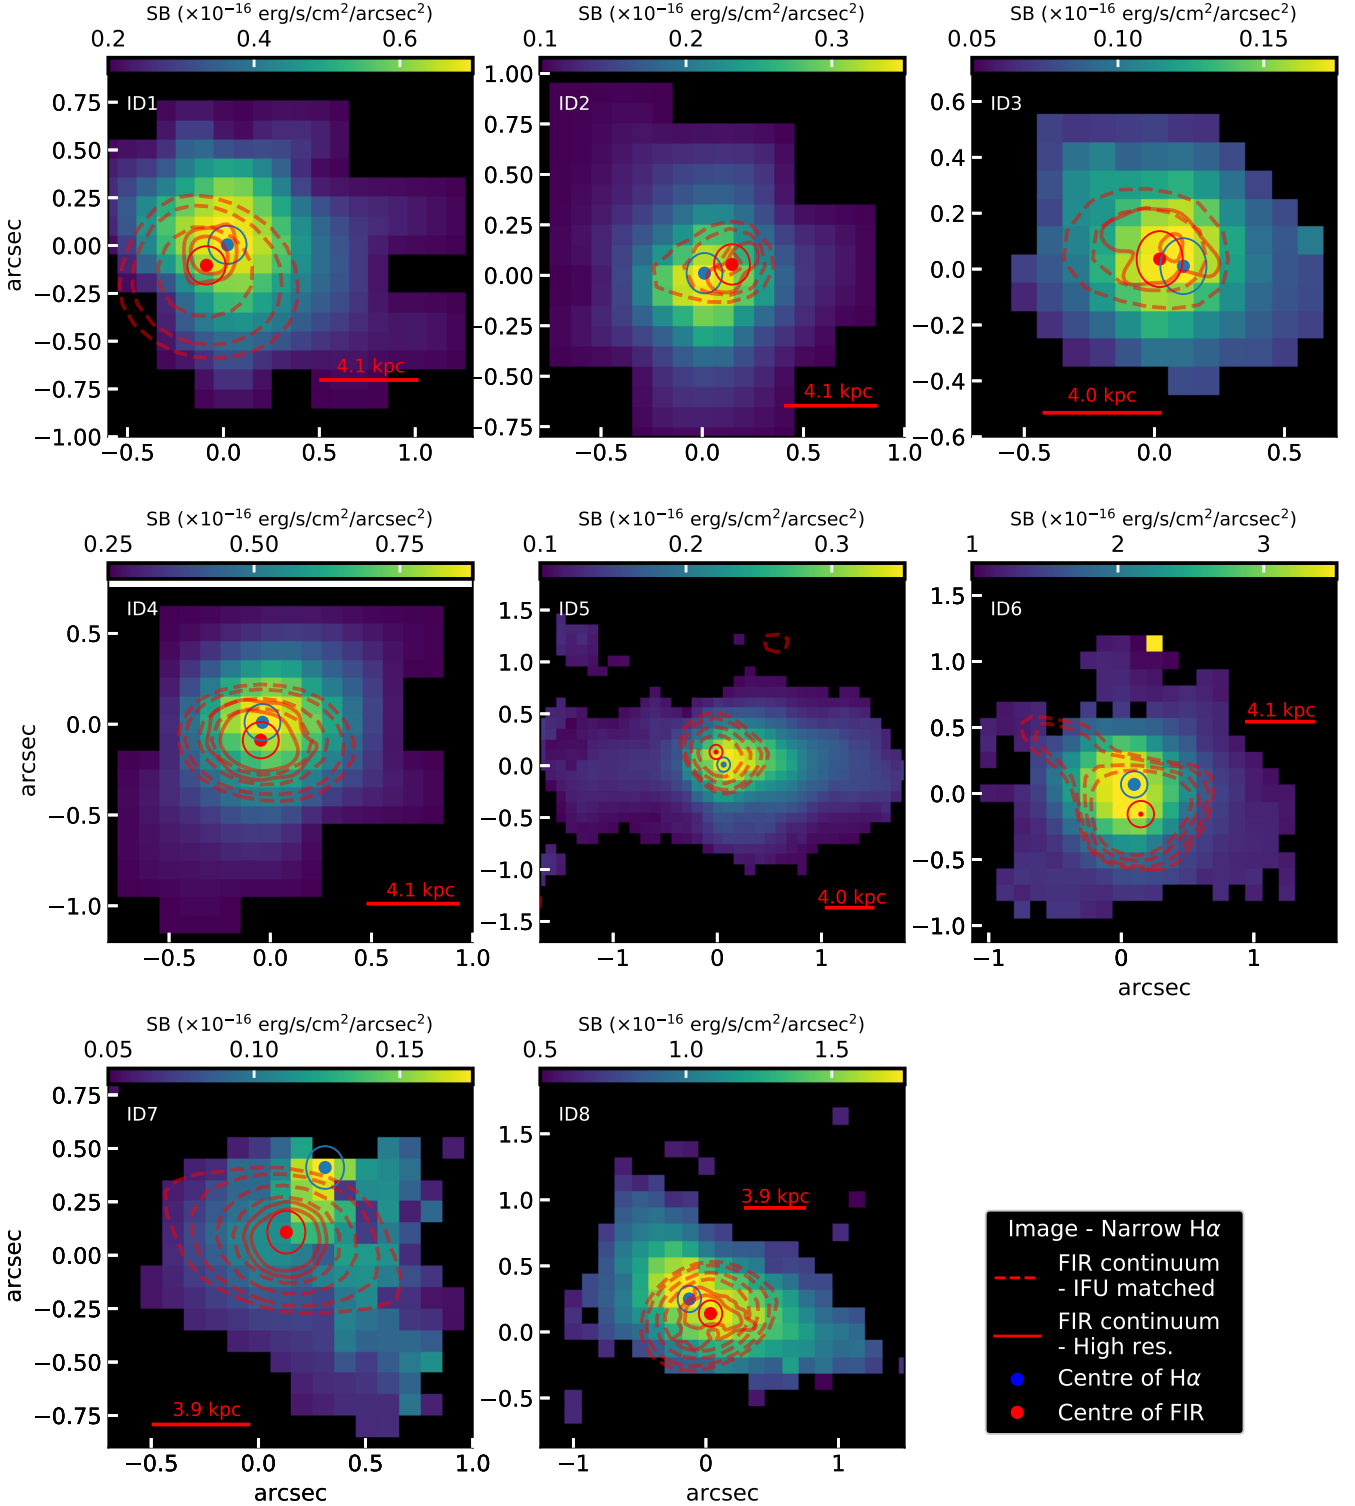 SB (×10⁻¹⁶ erg/s/cm²/arcsec²) SB (×10⁻¹⁶ erg/s/cm²/arcsec²) SB (×10⁻¹⁶ erg/s/cm²/arcsec²)
0.2 0.4 0.6 0.1 0.2 0.3 0.05 0.10 0.15
ID1 ID2 ID3
0.75
0.50
0.25
0.00
−0.25
−0.50
−0.75
−1.00
arcsec
4.1 kpc
−0.5 0.0 0.5 1.0
1.00
0.75
0.50
0.25
0.00
−0.25
−0.50
−0.75
4.1 kpc
−0.5 0.0 0.5 1.0
0.6
0.4
0.2
0.0
−0.2
−0.4
−0.6
4.0 kpc
−0.5 0.0 0.5
SB (×10⁻¹⁶ erg/s/cm²/arcsec²) SB (×10⁻¹⁶ erg/s/cm²/arcsec²) SB (×10⁻¹⁶ erg/s/cm²/arcsec²)
0.25 0.50 0.75 0.1 0.2 0.3 1 2 3
ID4 ID5 ID6
0.5
0.0
−0.5
−1.0
arcsec
4.1 kpc
−0.5 0.0 0.5 1.0
1.5
1.0
0.5
0.0
−0.5
−1.0
−1.5
4.0 kpc
−1 0 1
1.5
1.0
0.5
0.0
−0.5
−1.0
4.1 kpc
−1 0 1
arcsec
SB (×10⁻¹⁶ erg/s/cm²/arcsec²) SB (×10⁻¹⁶ erg/s/cm²/arcsec²)
0.05 0.10 0.15 0.5 1.0 1.5
ID7 ID8
0.75
0.50
0.25
0.00
−0.25
−0.50
−0.75
arcsec
3.9 kpc
−0.5 0.0 0.5 1.0
arcsec
1.5
1.0
0.5
0.0
−0.5
3.9 kpc
−1 0 1
arcsec
Image - Narrow Hα
FIR continuum
- IFU matched
FIR continuum
- High res.
Centre of Hα
Centre of FIR